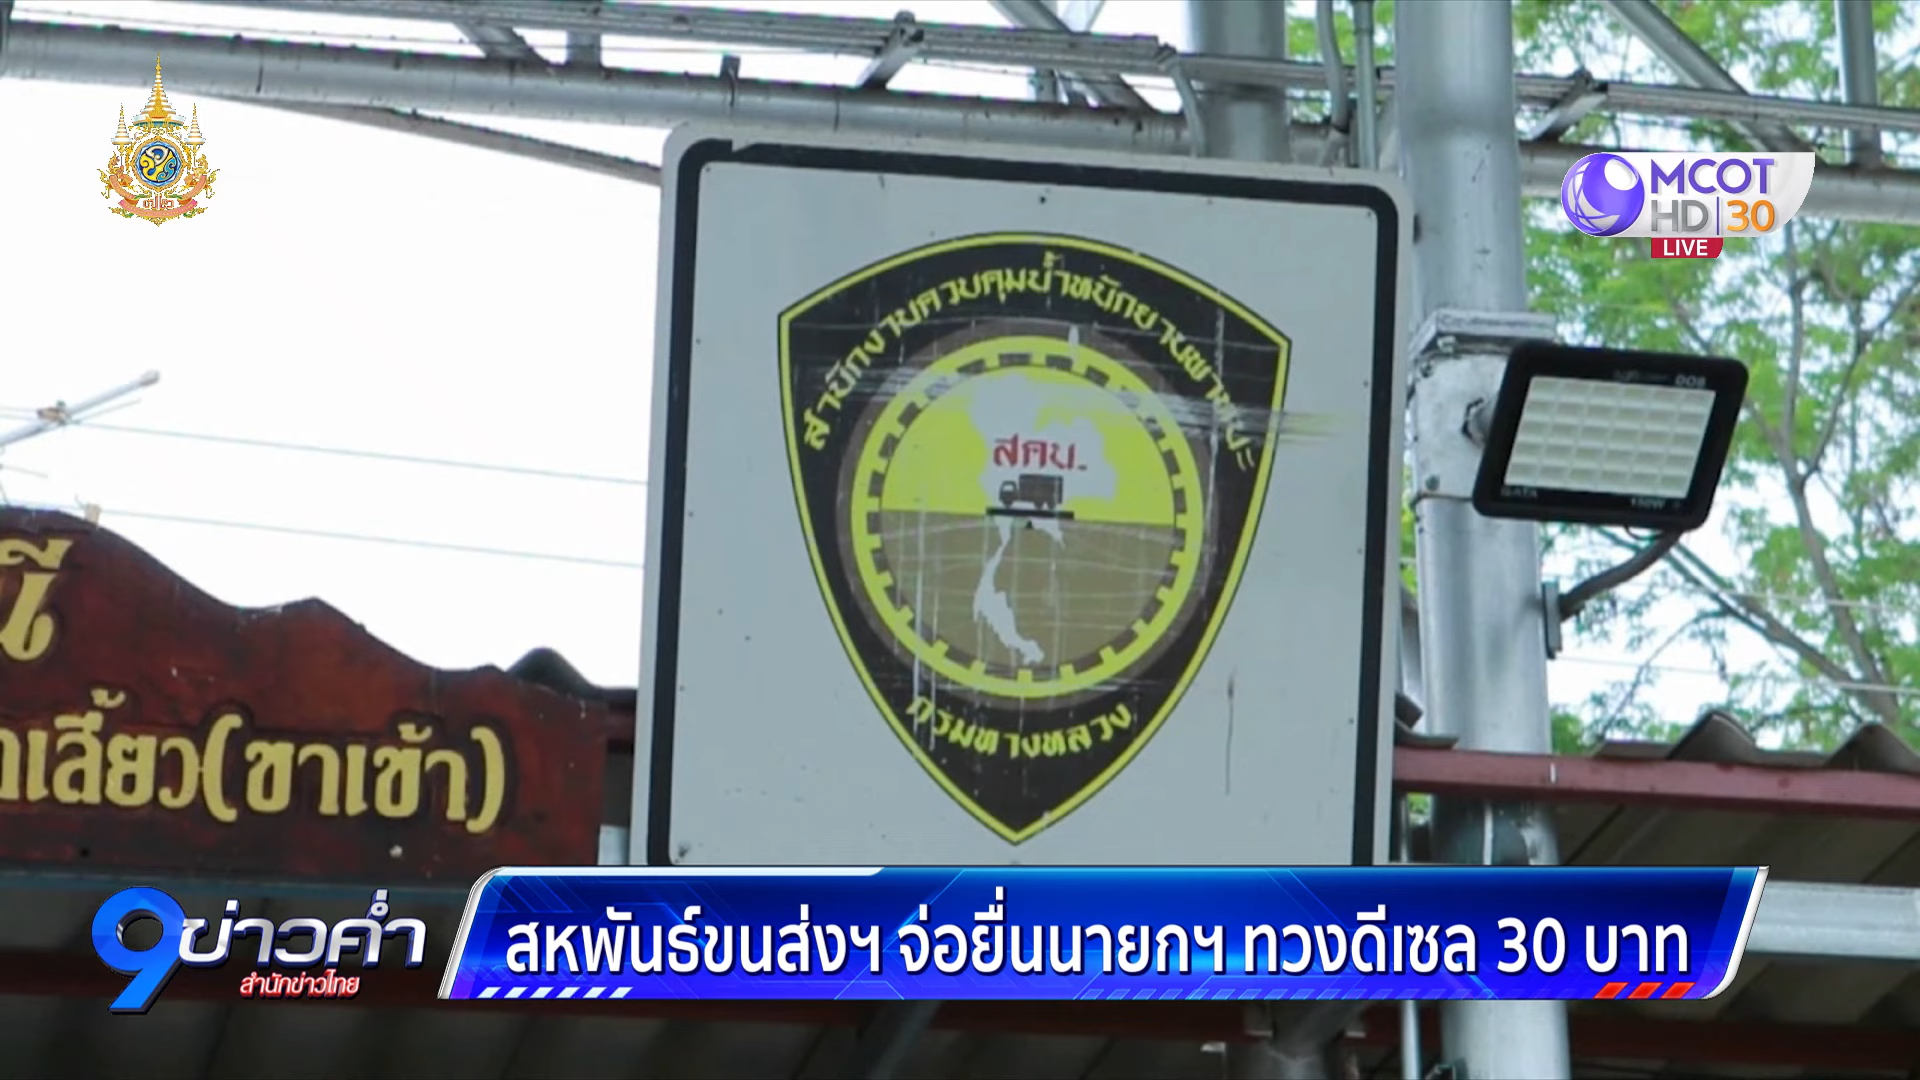 MCOT
HD 30
LIVE
สำนักงานควบคุมน้ำหนักยานพาหนะ
สคน.
กรมทางหลวง
DOB
GATA 150W
นี
เสี้ยว(ขาเข้า)
9 ข่าวค่ำ
สำนักข่าวไทย
สหพันธ์ขนส่งฯ จ่อยื่นนายกฯ ทวงดีเซล 30 บาท